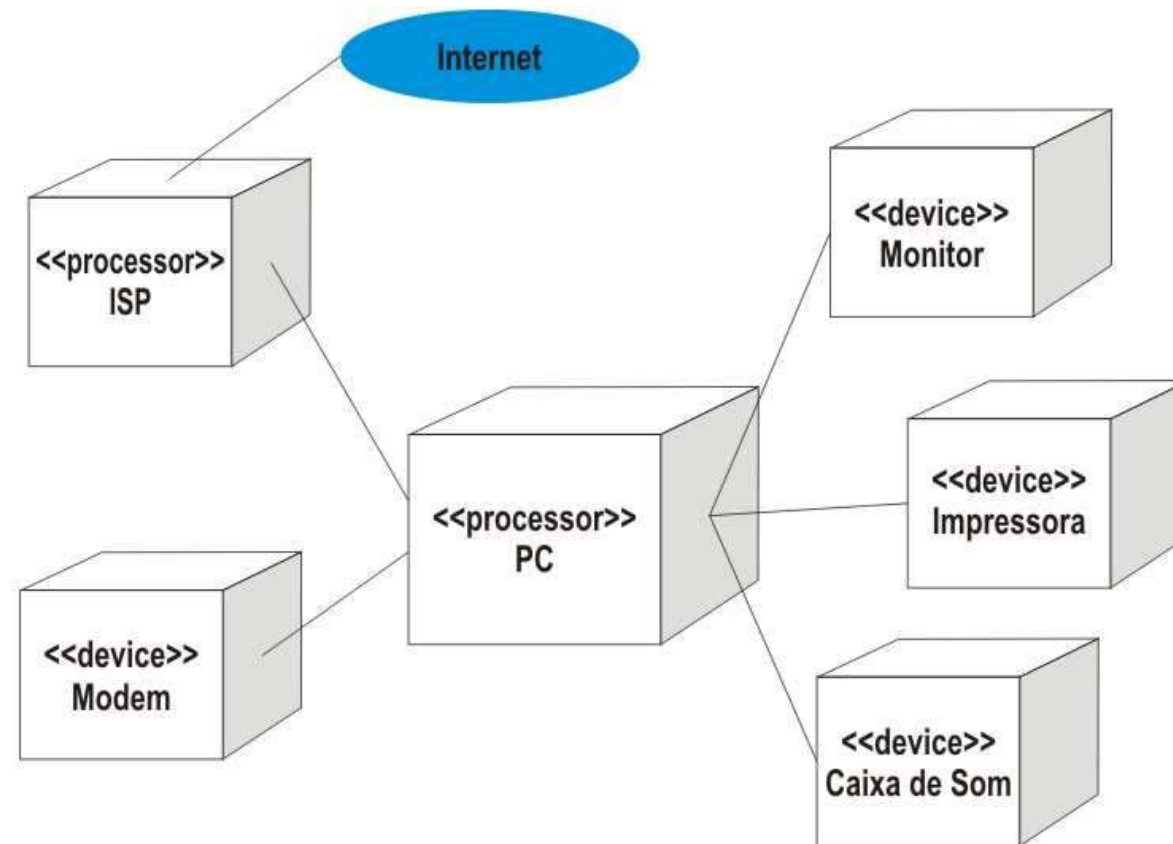 Internet
<<processor>>
ISP
<<device>>
Monitor
<<processor>>
PC
<<device>>
Impressora
<<device>>
Modem
<<device>>
Caixa de Som